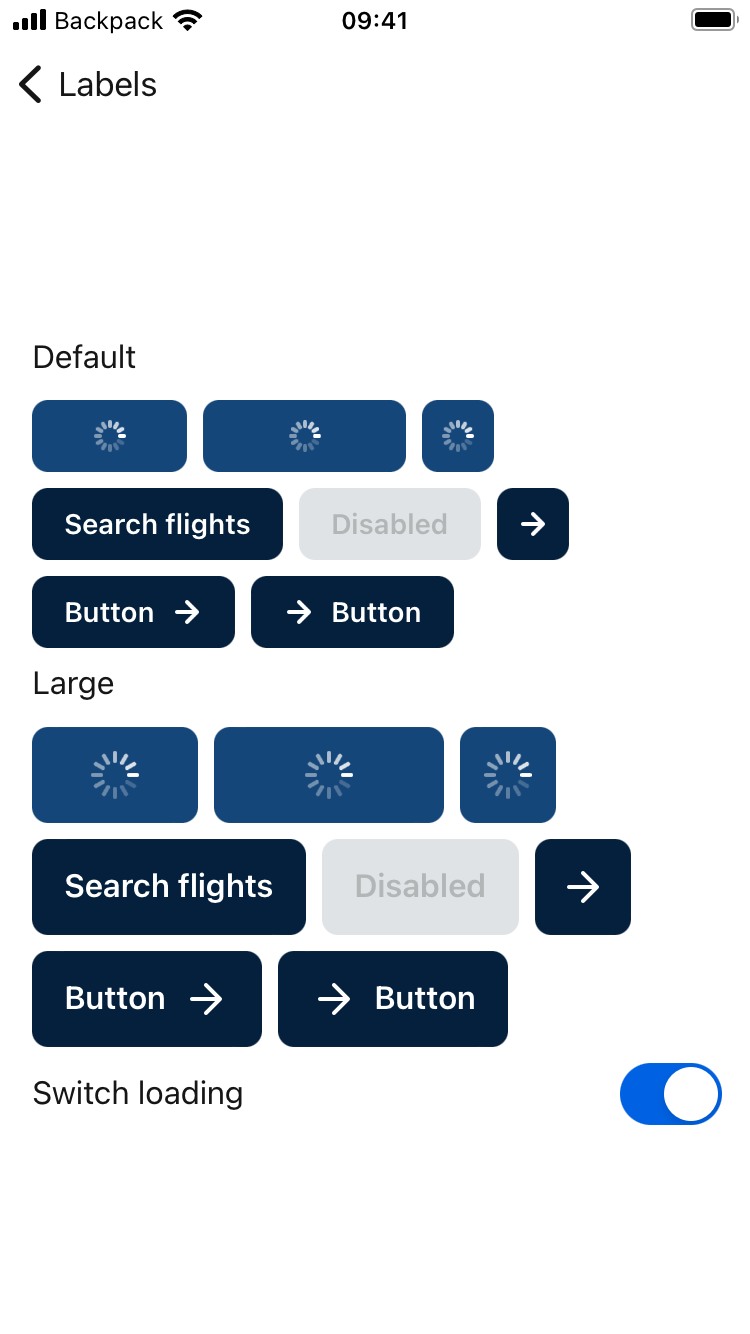 Backpack 09:41
Labels
Default
Search flights Disabled
Button Button
Large
Search flights Disabled
Button Button
Switch loading